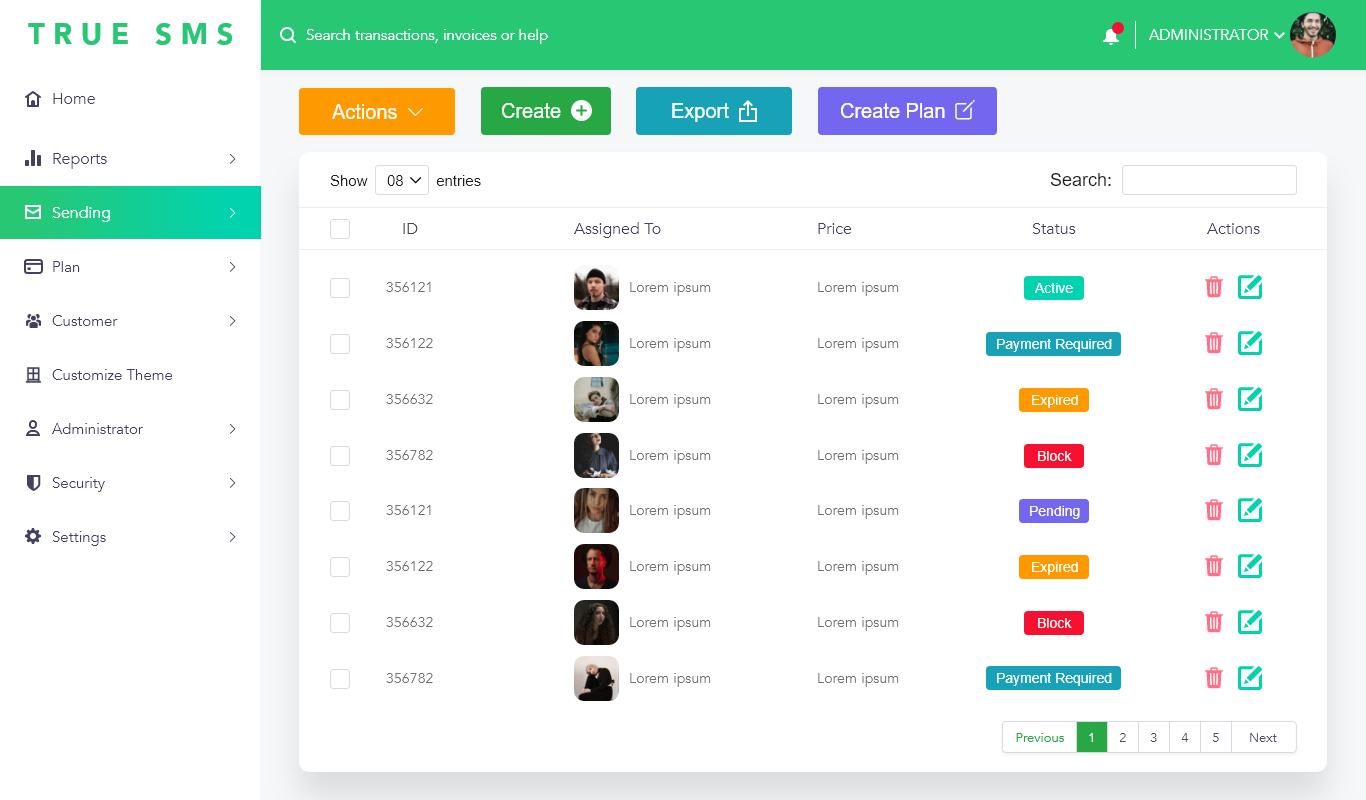 TRUE SMS
Search transactions, invoices or help
ADMINISTRATOR
Home
Reports
Sending
Plan
Customer
Customize Theme
Administrator
Security
Settings
Actions
Create
Export
Create Plan
Show 08 entries
Search:
ID Assigned To Price Status Actions
356121 Lorem ipsum Lorem ipsum Active
356122 Lorem ipsum Lorem ipsum Payment Required
356632 Lorem ipsum Lorem ipsum Expired
356782 Lorem ipsum Lorem ipsum Block
356121 Lorem ipsum Lorem ipsum Pending
356122 Lorem ipsum Lorem ipsum Expired
356632 Lorem ipsum Lorem ipsum Block
356782 Lorem ipsum Lorem ipsum Payment Required
Previous 1 2 3 4 5 Next